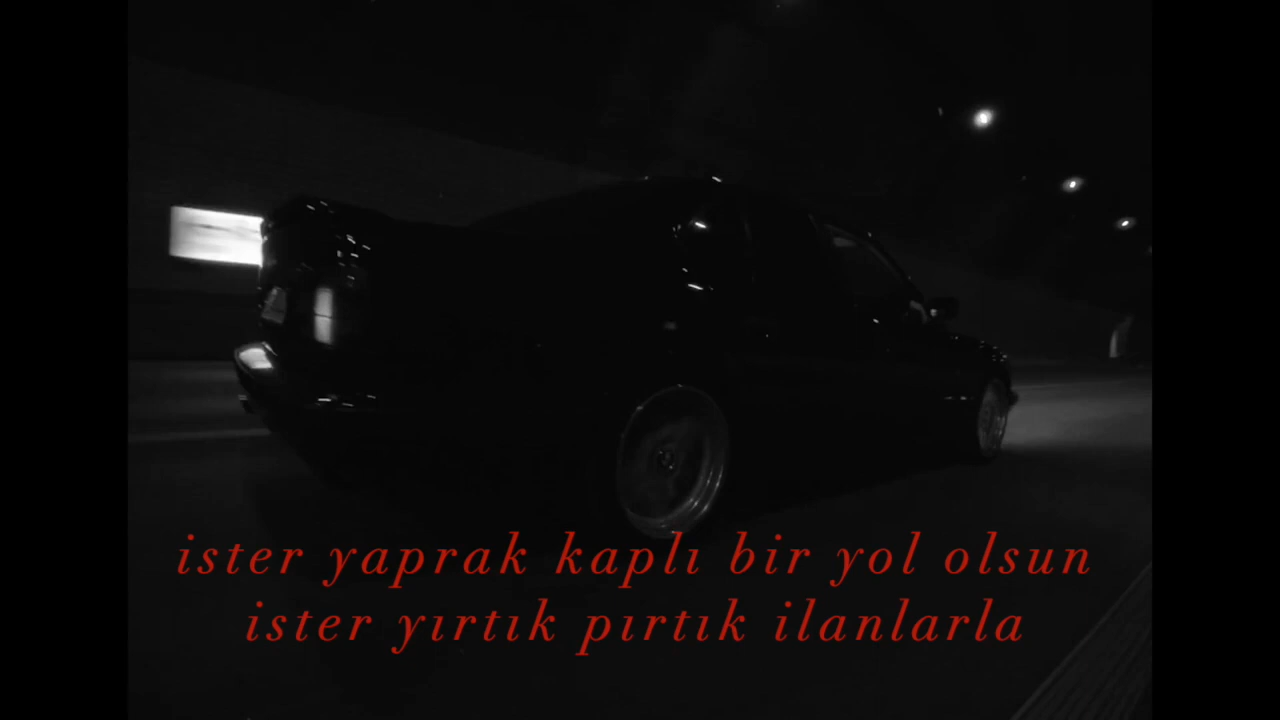 ister yaprak kaplı bir yol olsun
ister yırtık pırtık ilanlarla